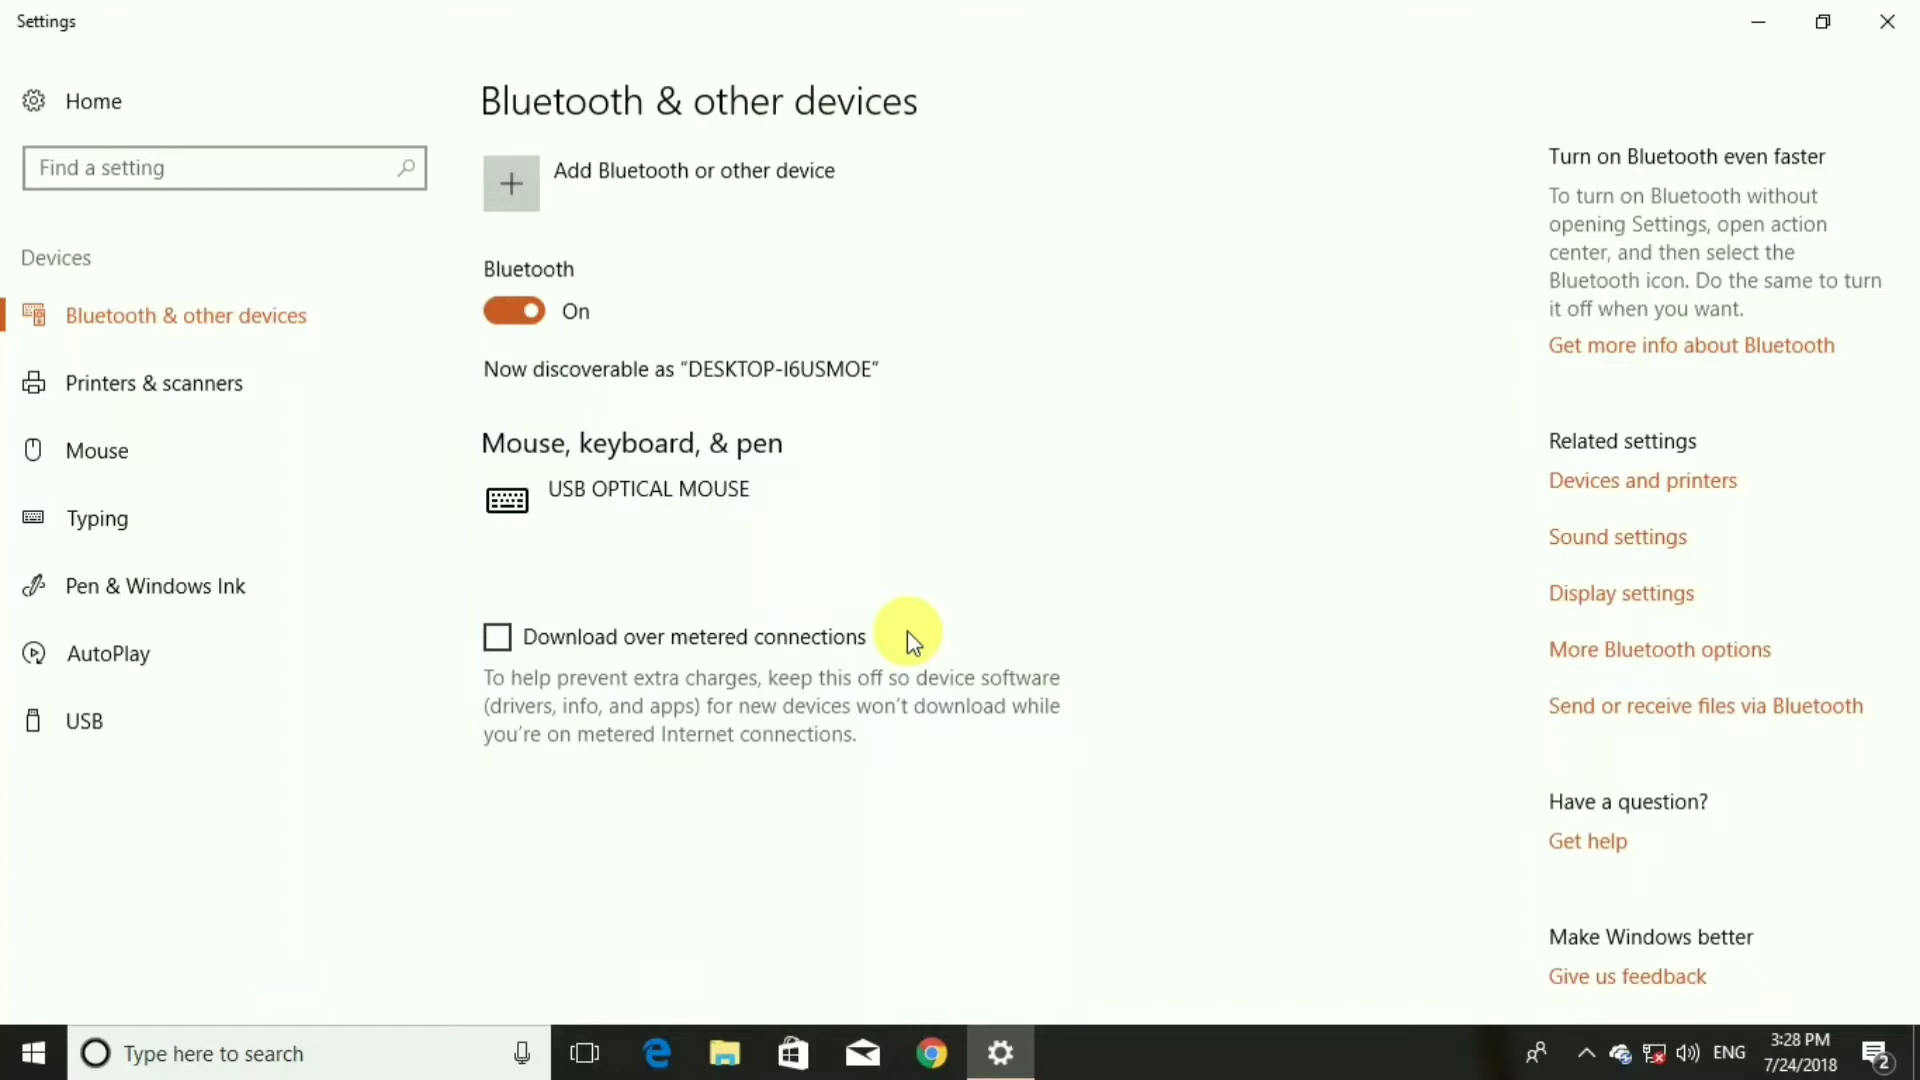 Settings
Home
Find a setting
Devices
Bluetooth & other devices
Printers & scanners
Mouse
Typing
Pen & Windows Ink
AutoPlay
USB
Bluetooth & other devices
Add Bluetooth or other device
Bluetooth
On
Now discoverable as “DESKTOP-I6USMOE”
Mouse, keyboard, & pen
USB OPTICAL MOUSE
Download over metered connections
To help prevent extra charges, keep this off so device software
(drivers, info, and apps) for new devices won’t download while
you’re on metered Internet connections.
Turn on Bluetooth even faster
To turn on Bluetooth without
opening Settings, open action
center, and then select the
Bluetooth icon. Do the same to turn
it off when you want.
Get more info about Bluetooth
Related settings
Devices and printers
Sound settings
Display settings
More Bluetooth options
Send or receive files via Bluetooth
Have a question?
Get help
Make Windows better
Give us feedback
Type here to search
ENG
3:28 PM
7/24/2018
2